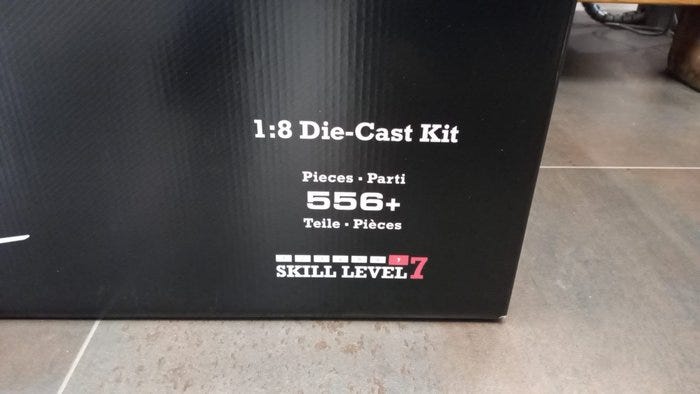 1:8 Die-Cast Kit
Pieces • Parti
556+
Teile • Pièces
SKILL LEVEL 7